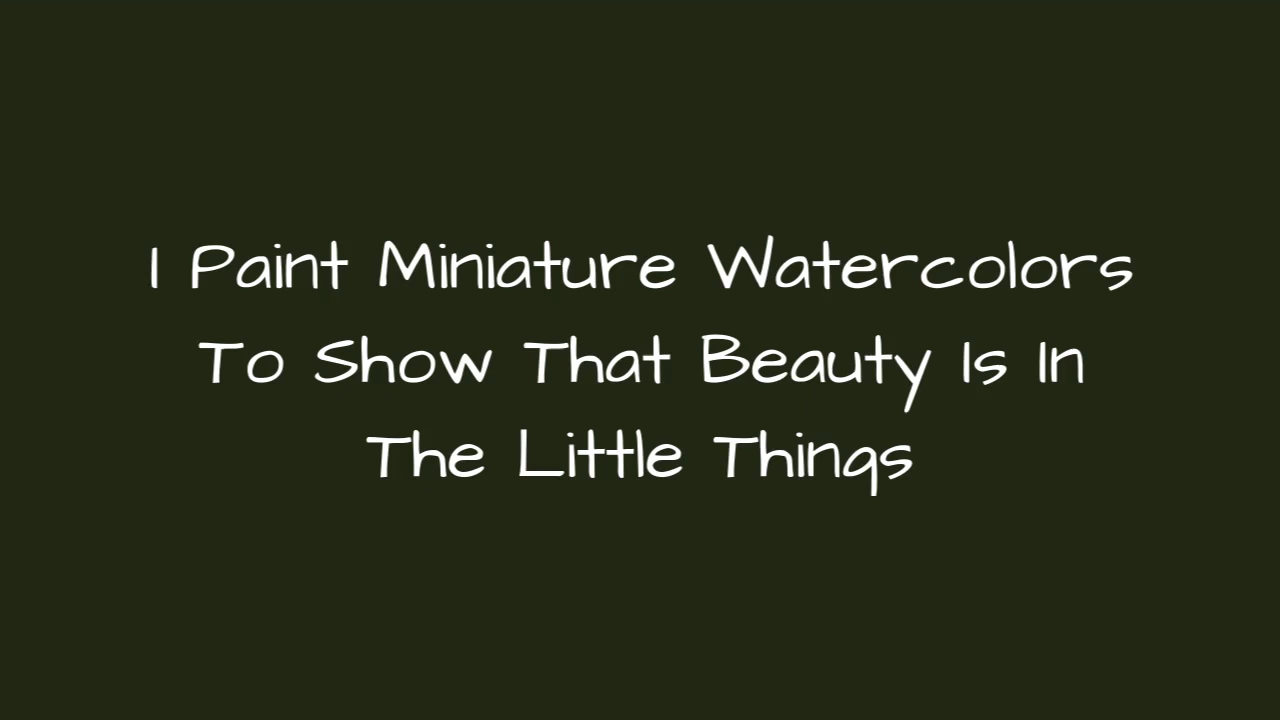 I Paint Miniature Watercolors
To Show That Beauty Is In
The Little Things